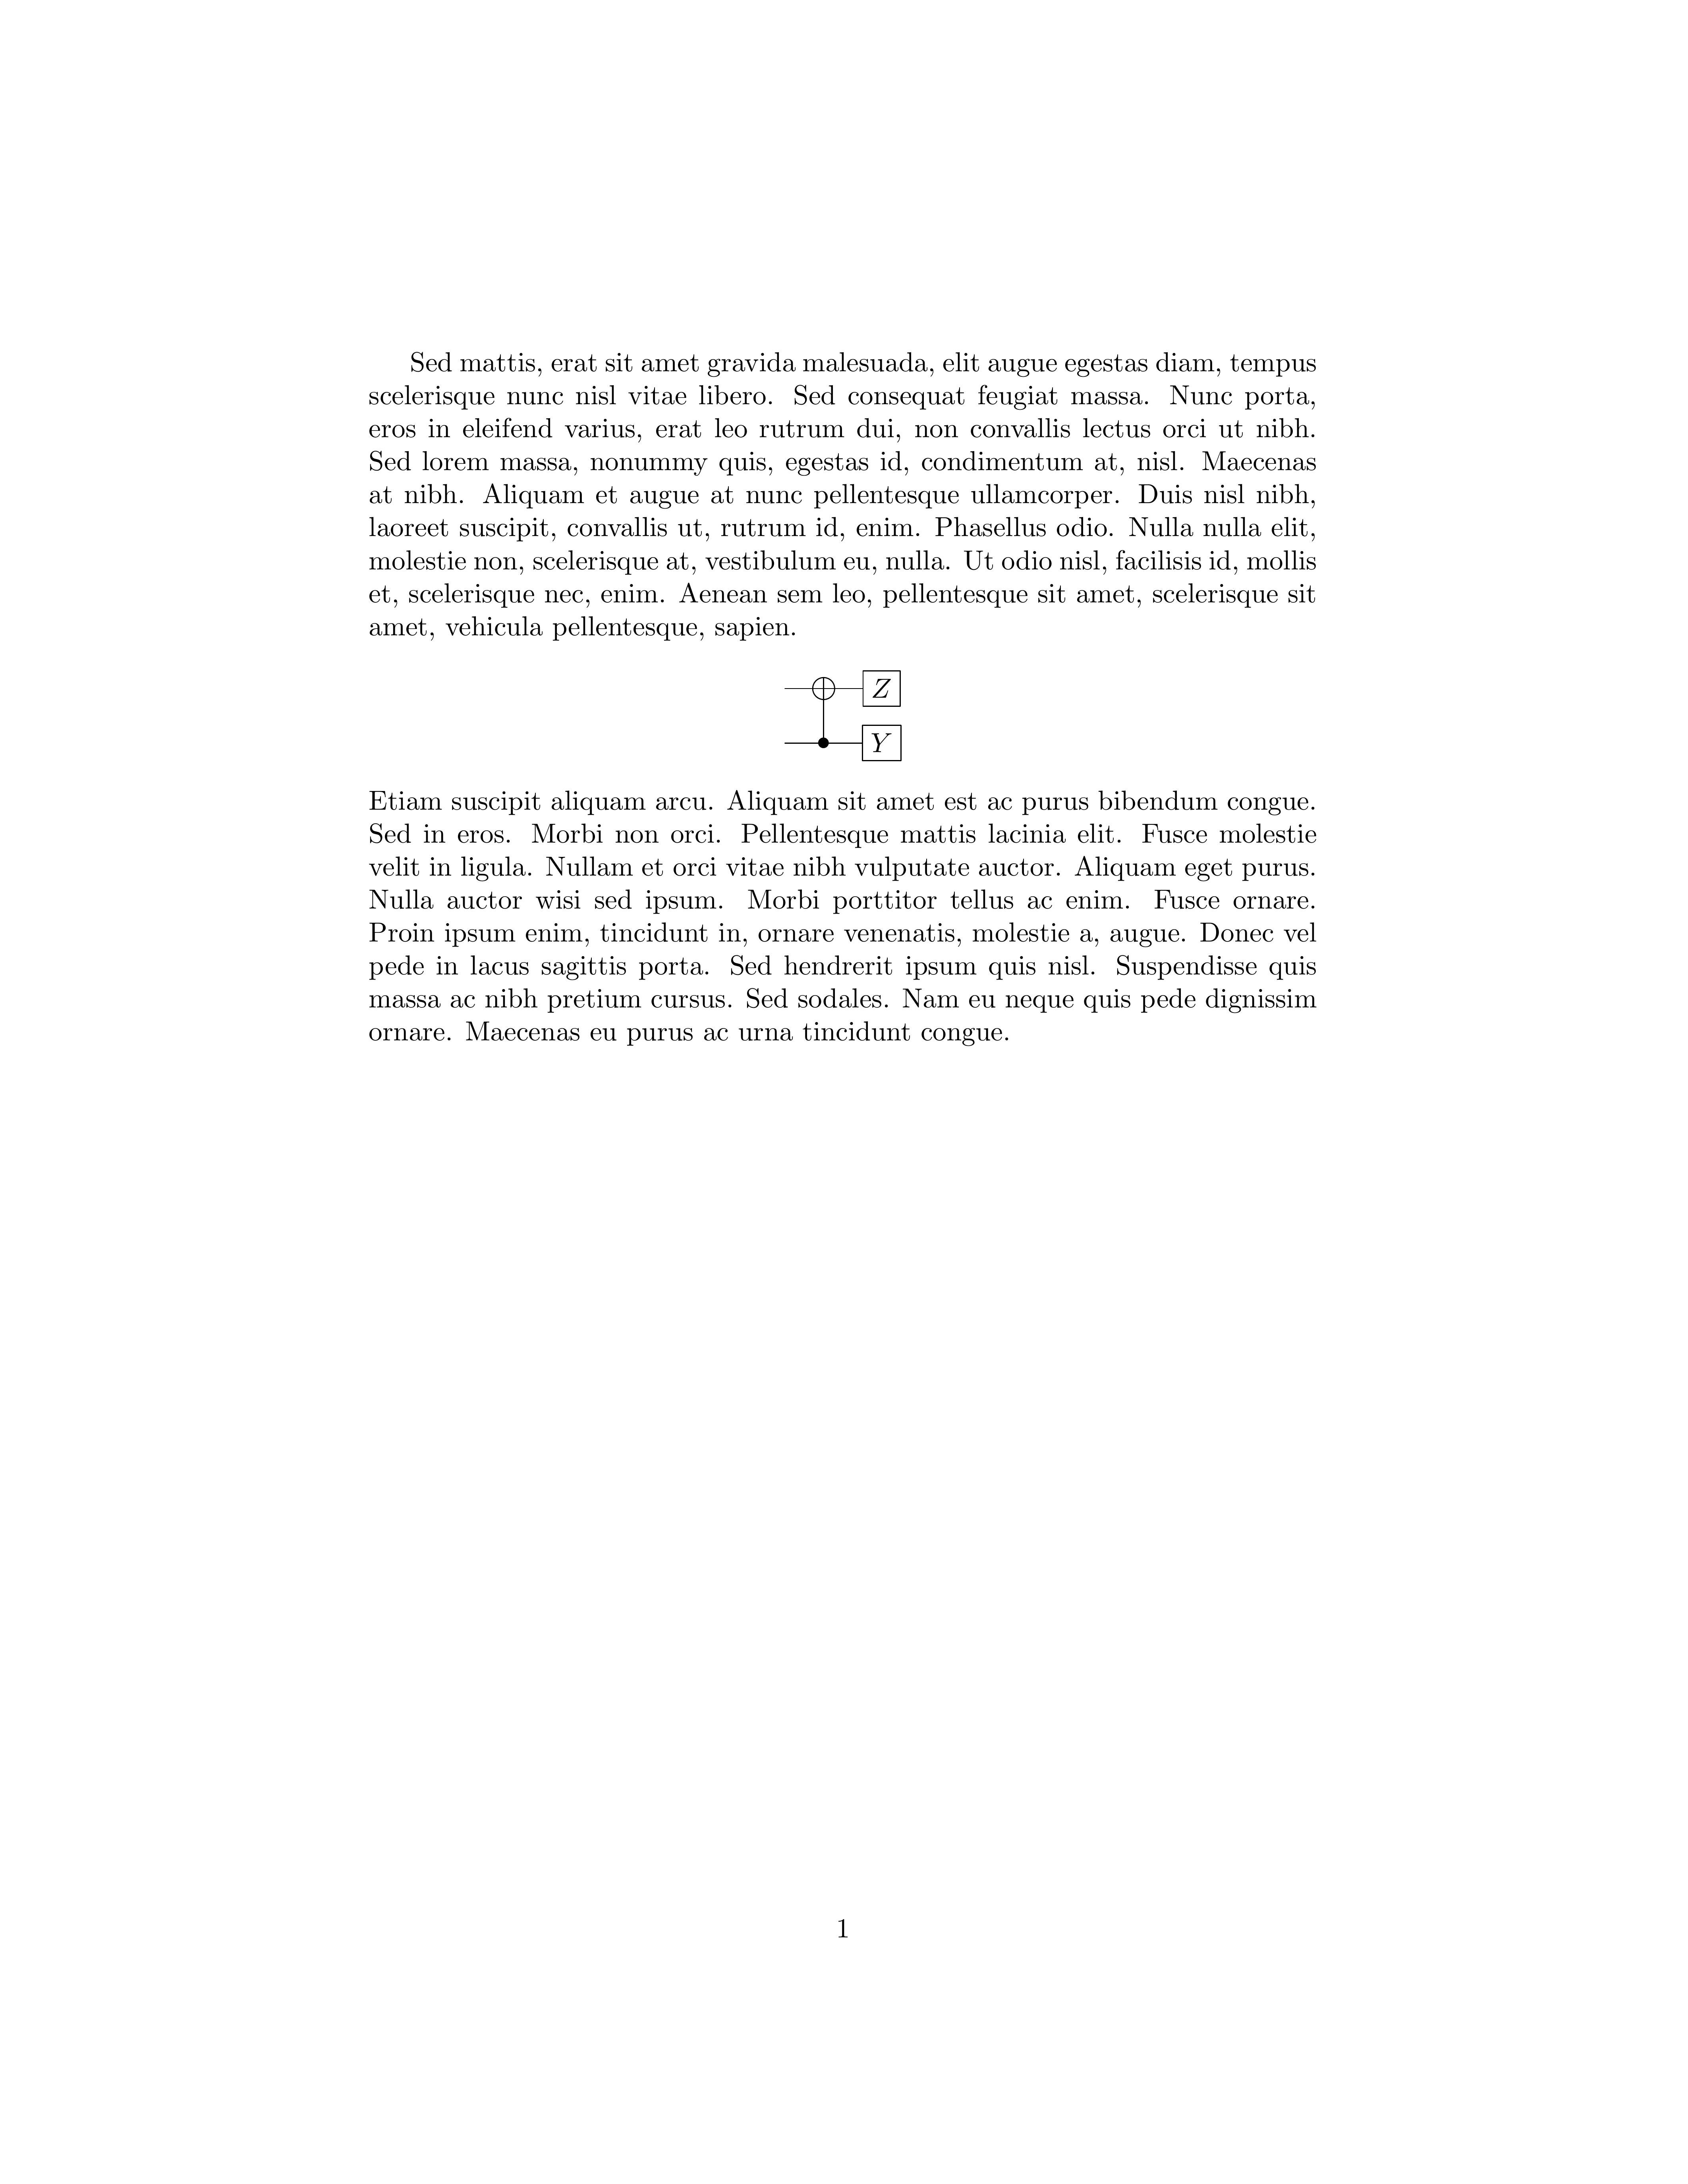 Sed mattis, erat sit amet gravida malesuada, elit augue egestas diam, tempus
scelerisque nunc nisl vitae libero. Sed consequat feugiat massa. Nunc porta,
eros in eleifend varius, erat leo rutrum dui, non convallis lectus orci ut nibh.
Sed lorem massa, nonummy quis, egestas id, condimentum at, nisl. Maecenas
at nibh. Aliquam et augue at nunc pellentesque ullamcorper. Duis nisl nibh,
laoreet suscipit, convallis ut, rutrum id, enim. Phasellus odio. Nulla nulla elit,
molestie non, scelerisque at, vestibulum eu, nulla. Ut odio nisl, facilisis id, mollis
et, scelerisque nec, enim. Aenean sem leo, pellentesque sit amet, scelerisque sit
amet, vehicula pellentesque, sapien.
Z
Y
Etiam suscipit aliquam arcu. Aliquam sit amet est ac purus bibendum congue.
Sed in eros. Morbi non orci. Pellentesque mattis lacinia elit. Fusce molestie
velit in ligula. Nullam et orci vitae nibh vulputate auctor. Aliquam eget purus.
Nulla auctor wisi sed ipsum. Morbi porttitor tellus ac enim. Fusce ornare.
Proin ipsum enim, tincidunt in, ornare venenatis, molestie a, augue. Donec vel
pede in lacus sagittis porta. Sed hendrerit ipsum quis nisl. Suspendisse quis
massa ac nibh pretium cursus. Sed sodales. Nam eu neque quis pede dignissim
ornare. Maecenas eu purus ac urna tincidunt congue.
1